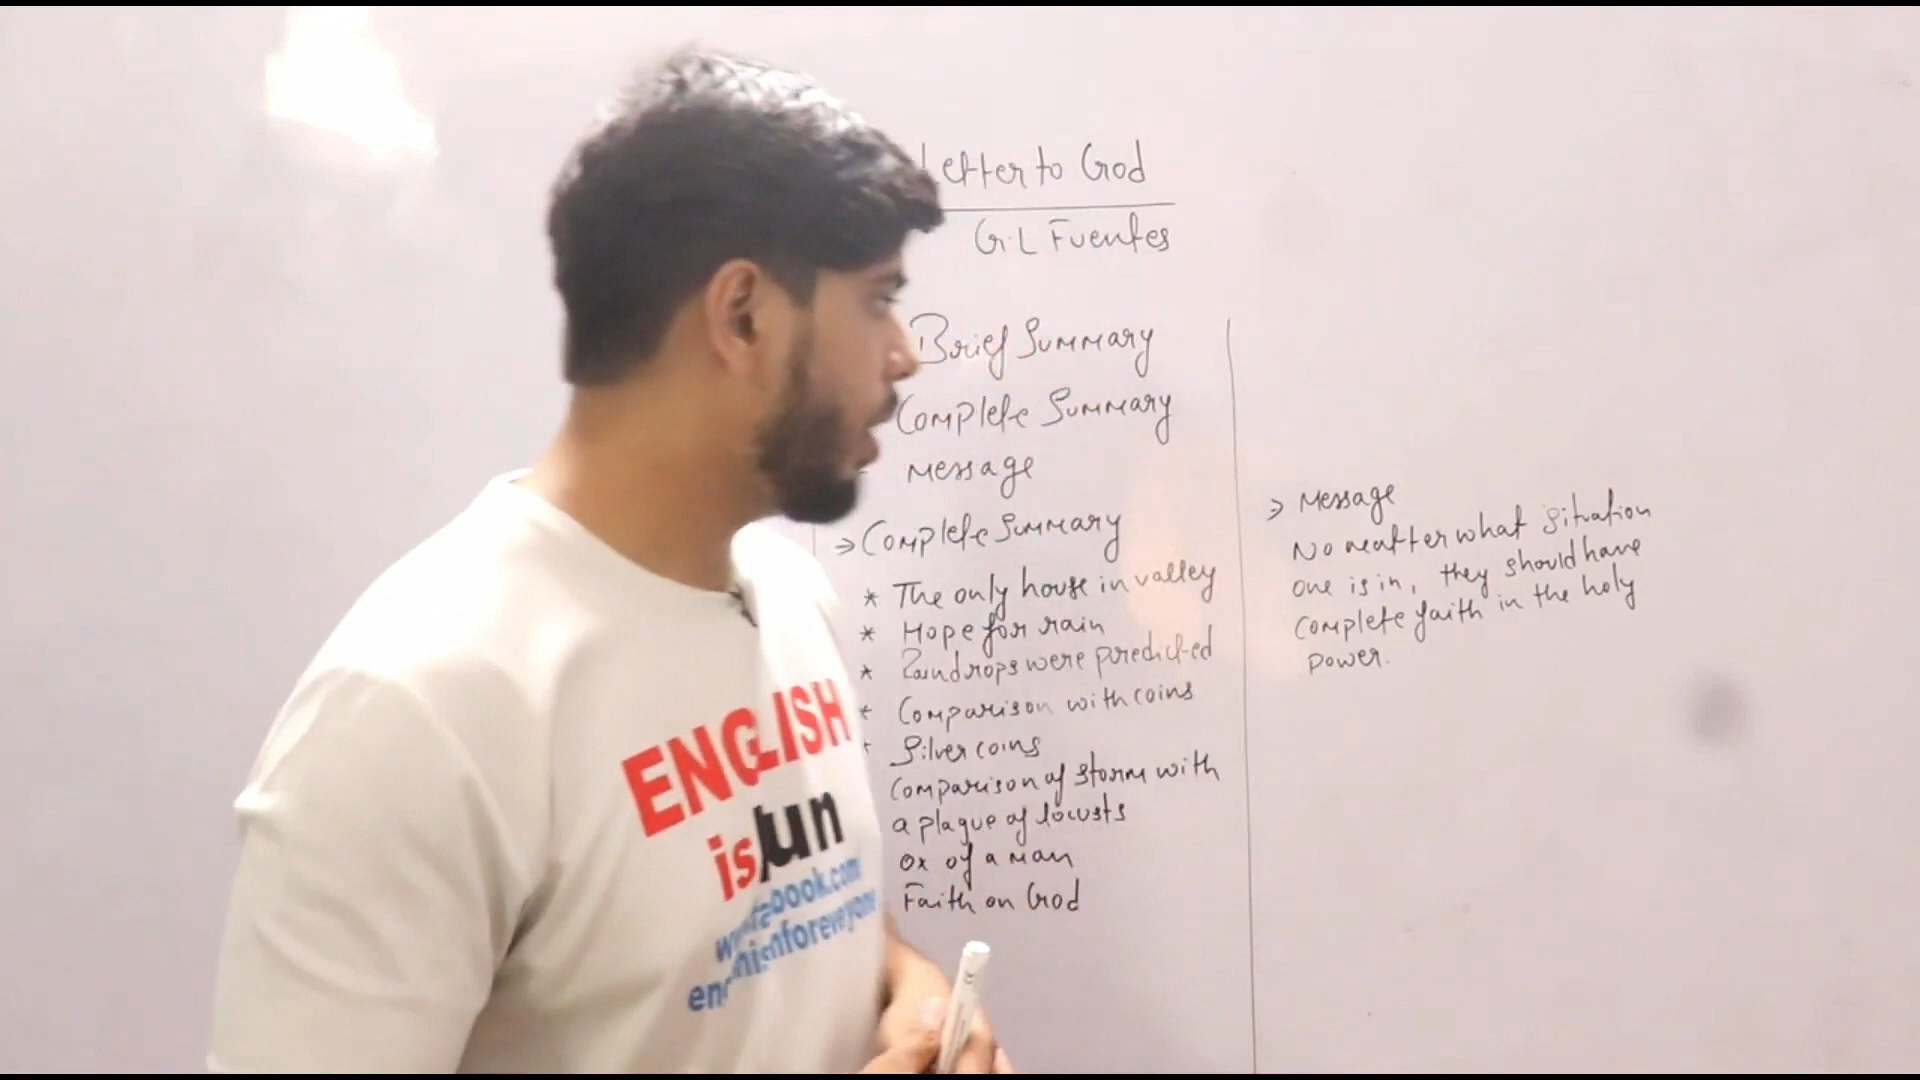 Letter to God
G.L Fuentes
Brief Summary
Complete Summary
Message
→ Complete Summary
* The only house in valley
* Hope for rain
* Raindrops were predicted
* Comparison with coins
* Silver coins
Comparison of storm with
a plague of locusts
Ox of a man
Faith on God
→ Message
No matter what situation
one is in, they should have
complete faith in the holy
power.
ENGLISH
is fun